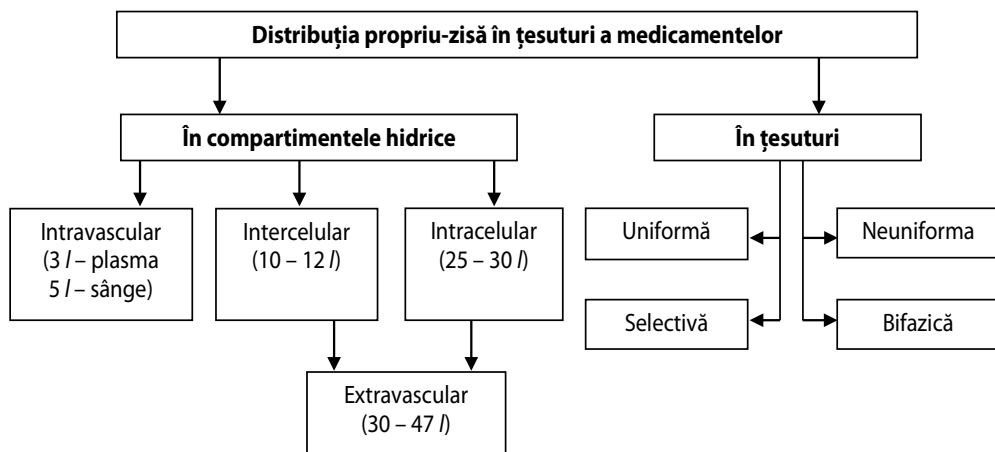 Distribuția propriu-zisă în țesuturi a medicamentelor
În compartimentele hidrice
În țesuturi
Intravascular
(3 l – plasma
5 l – sânge)
Intercelular
(10 – 12 l)
Intracelular
(25 – 30 l)
Uniformă
Neuniforma
Selectivă
Bifazică
Extravascular
(30 – 47 l)